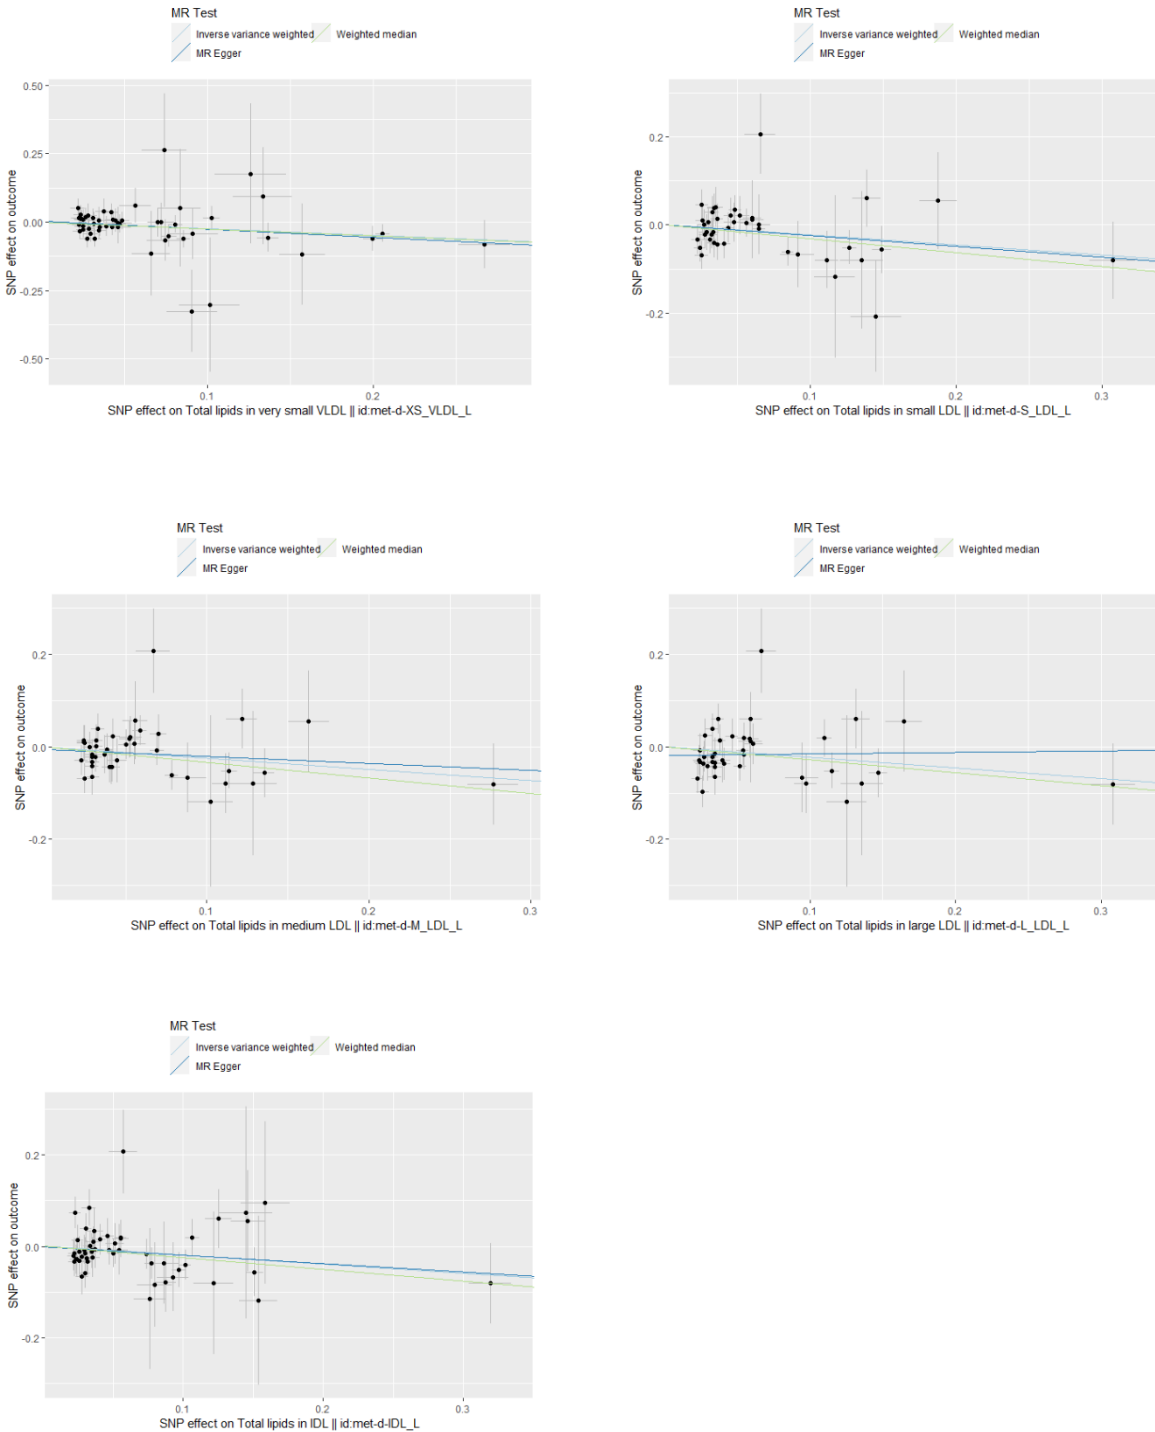 MR Test
Inverse variance weighted
Weighted median
MR Egger
0.50
0.25
0.00
-0.25
-0.50
SNP effect on outcome
0.1
0.2
SNP effect on Total lipids in very small VLDL || id:met-d-XS_VLDL_L
MR Test
Inverse variance weighted
Weighted median
MR Egger
0.2
0.0
-0.2
SNP effect on outcome
0.1
0.2
0.3
SNP effect on Total lipids in small LDL || id:met-d-S_LDL_L
MR Test
Inverse variance weighted
Weighted median
MR Egger
0.2
0.0
-0.2
SNP effect on outcome
0.1
0.2
0.3
SNP effect on Total lipids in medium LDL || id:met-d-M_LDL_L
MR Test
Inverse variance weighted
Weighted median
MR Egger
0.2
0.0
-0.2
SNP effect on outcome
0.1
0.2
0.3
SNP effect on Total lipids in large LDL || id:met-d-L_LDL_L
MR Test
Inverse variance weighted
Weighted median
MR Egger
0.2
0.0
-0.2
SNP effect on outcome
0.1
0.2
0.3
SNP effect on Total lipids in IDL || id:met-d-IDL_L